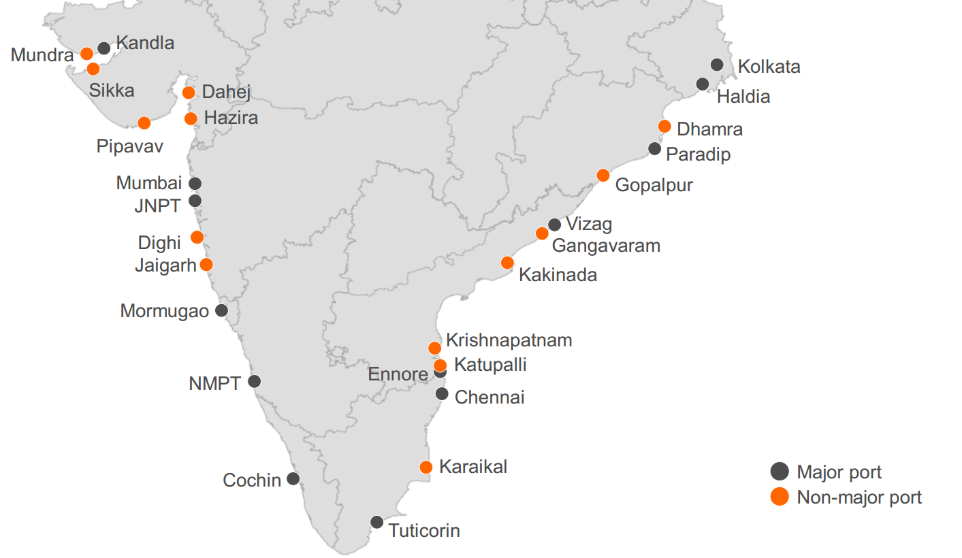 Kandla
Mundra
Sikka
Dahej
Hazira
Pipavav
Mumbai
JNPT
Dighi
Jaigarh
Mormugao
NMPT
Cochin
Kolkata
Haldia
Dhamra
Paradip
Gopalpur
Vizag
Gangavaram
Kakinada
Krishnapatnam
Katupalli
Ennore
Chennai
Karaikal
Tuticorin
Major port
Non-major port